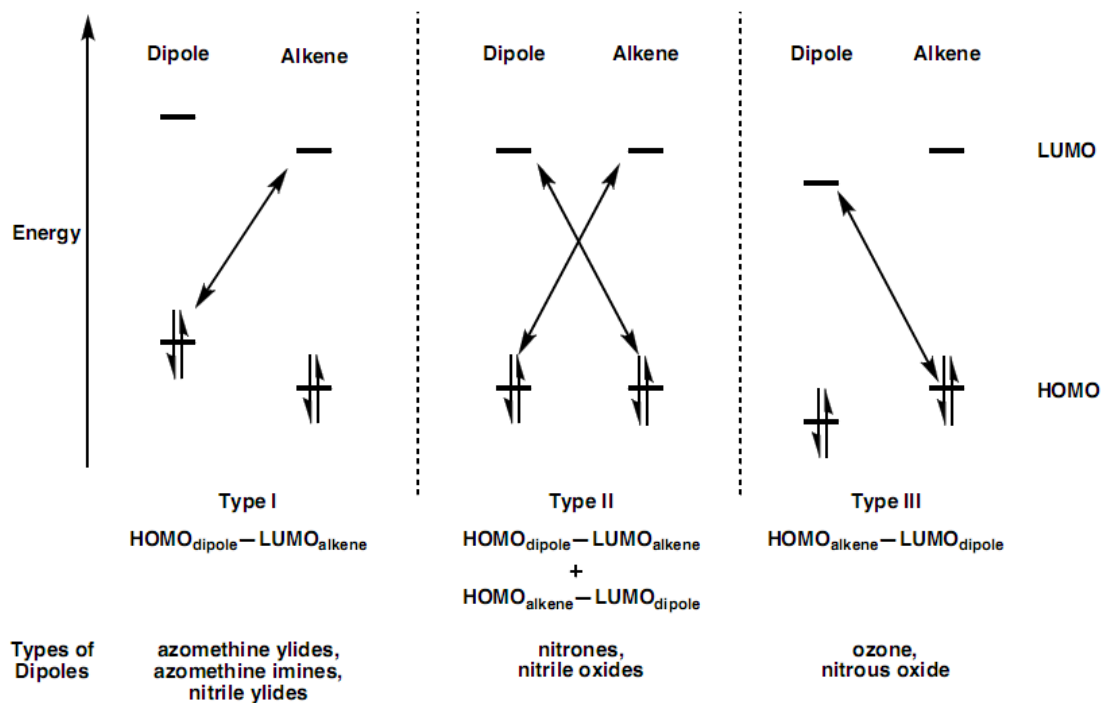 Dipole Alkene Dipole Alkene Dipole Alkene
LUMO
Energy
HOMO
Type I Type II Type III
HOMOdipole—LUMOalkene HOMOdipole—LUMOalkene HOMOalkene—LUMOdipole
+
HOMOalkene—LUMOdipole
Types of Dipoles
azomethine ylides,
azomethine imines,
nitrile ylides
nitrones,
nitrile oxides
ozone,
nitrous oxide